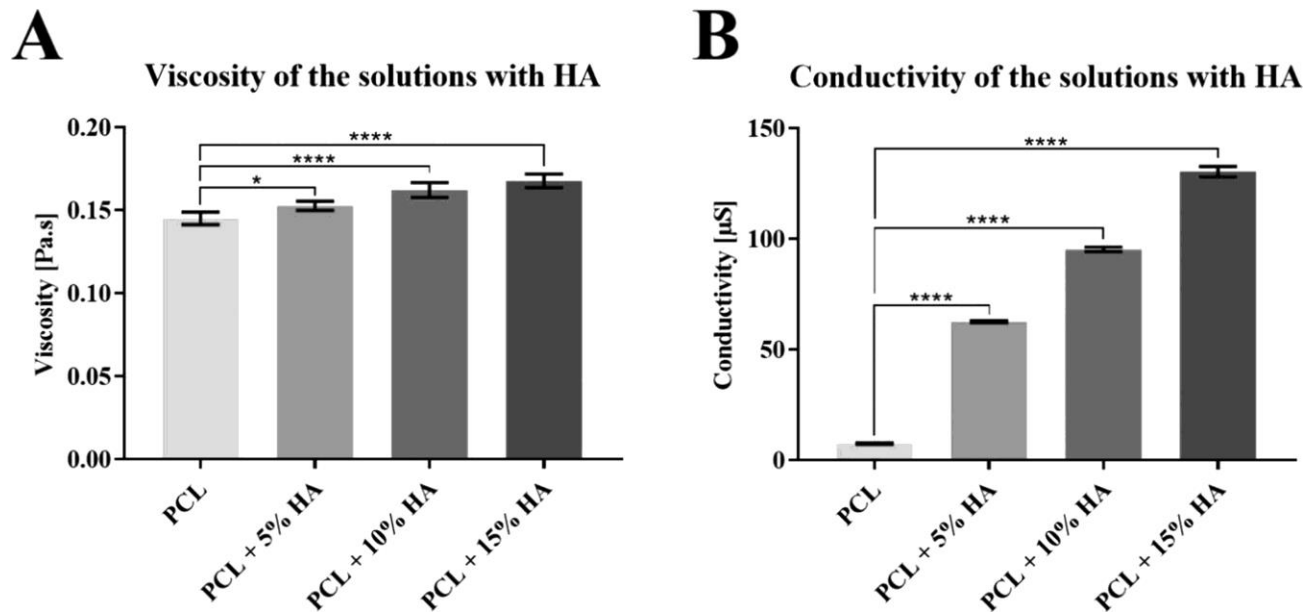 A
Viscosity of the solutions with HA
Viscosity [Pa.s]
0.20
0.15
0.10
0.05
0.00
****
****
*
PCL
PCL + 5% HA
PCL + 10% HA
PCL + 15% HA
B
Conductivity of the solutions with HA
Conductivity [µS]
150
100
50
0
****
****
****
PCL
PCL + 5% HA
PCL + 10% HA
PCL + 15% HA